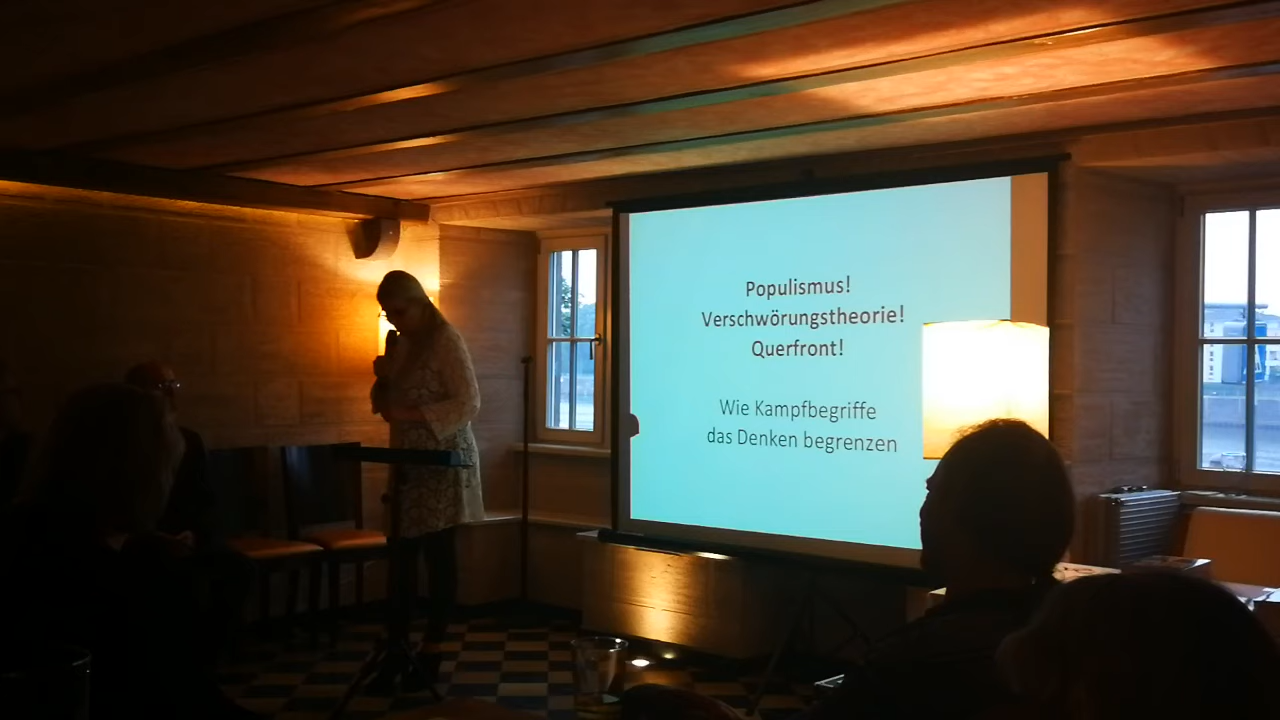 Populismus!
Verschwörungstheorie!
Querfront!
Wie Kampfbegriffe
das Denken begrenzen